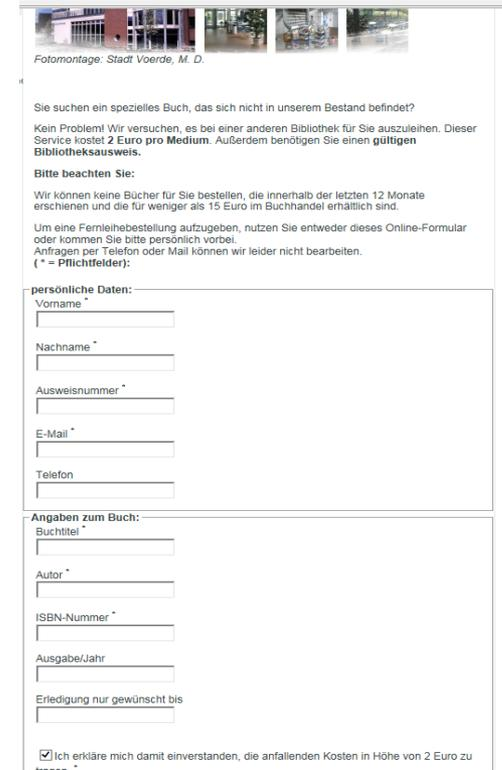 Fotomontage: Stadt Voerde, M. D.
Sie suchen ein spezielles Buch, das sich nicht in unserem Bestand befindet?
Kein Problem! Wir versuchen, es bei einer anderen Bibliothek für Sie auszuleihen. Dieser
Service kostet 2 Euro pro Medium. Außerdem benötigen Sie einen gültigen
Bibliotheksausweis.
Bitte beachten Sie:
Wir können keine Bücher für Sie bestellen, die innerhalb der letzten 12 Monate
erschienen und die für weniger als 15 Euro im Buchhandel erhältlich sind.
Um eine Fernleihebestellung aufzugeben, nutzen Sie entweder dieses Online-Formular
oder kommen Sie bitte persönlich vorbei.
Anfragen per Telefon oder Mail können wir leider nicht bearbeiten.
( * = Pflichtfelder):
persönliche Daten:
Vorname *
Nachname *
Ausweisnummer *
E-Mail *
Telefon
Angaben zum Buch:
Buchtitel *
Autor *
ISBN-Nummer *
Ausgabe/Jahr
Erledigung nur gewünscht bis
Ich erkläre mich damit einverstanden, die anfallenden Kosten in Höhe von 2 Euro zu